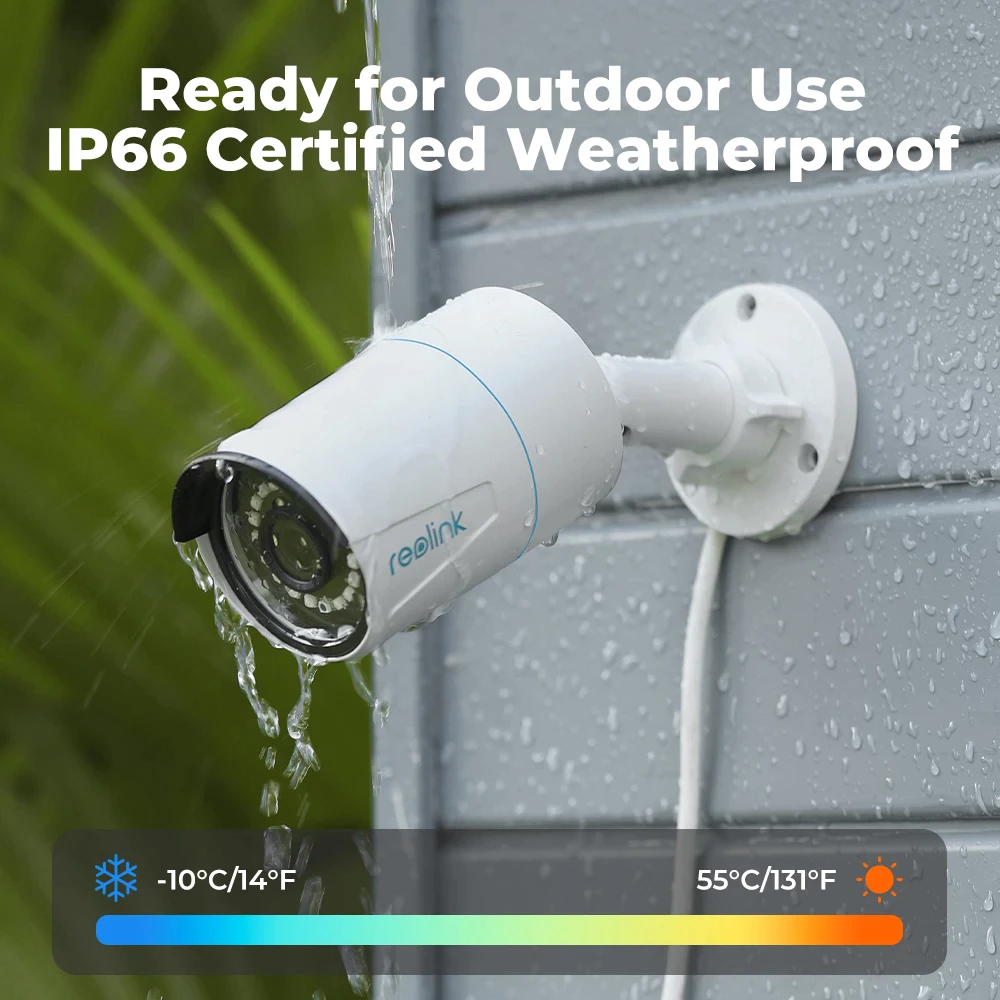 Ready for Outdoor Use
IP66 Certified Weatherproof
reolink
-10°C/14°F
55°C/131°F